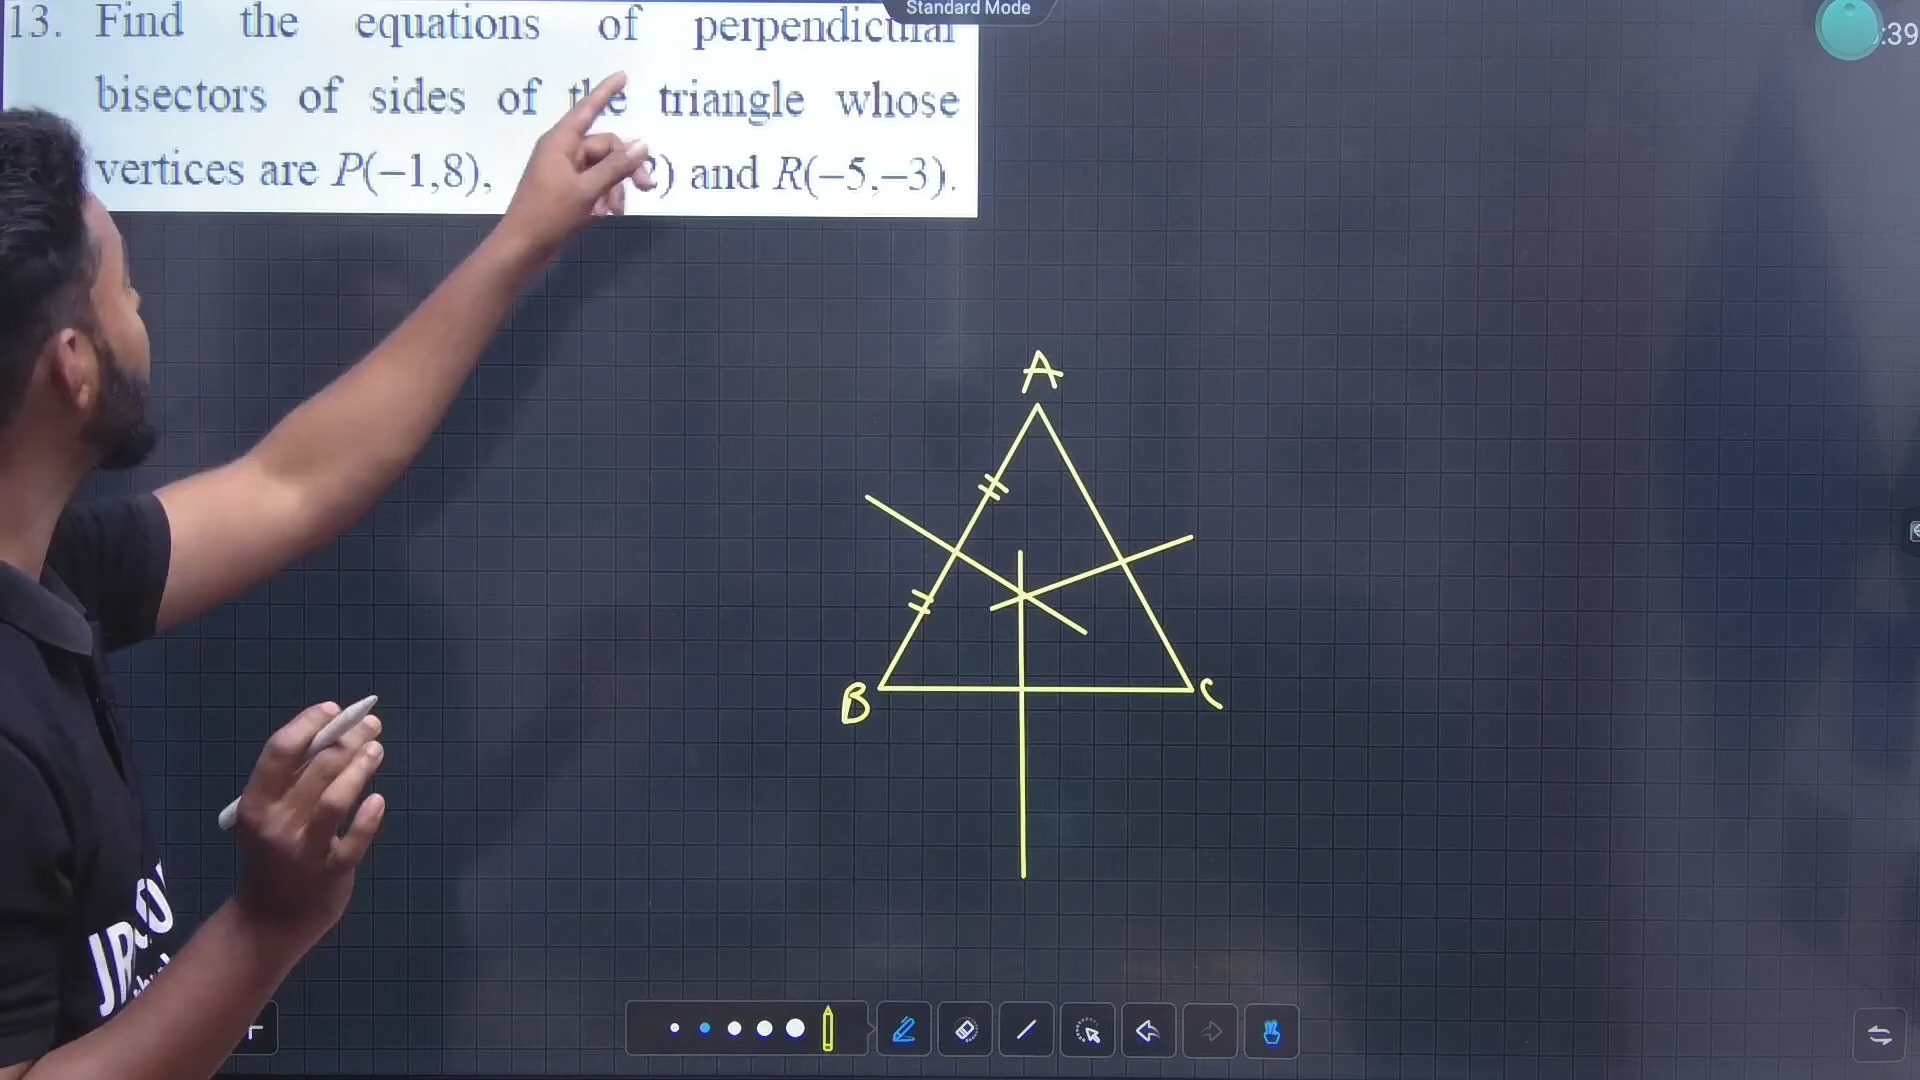 Standard Mode
:39
13. Find the equations of perpendicular
bisectors of sides of the triangle whose
vertices are P(−1,8), 2) and R(−5,−3).
A
B
C